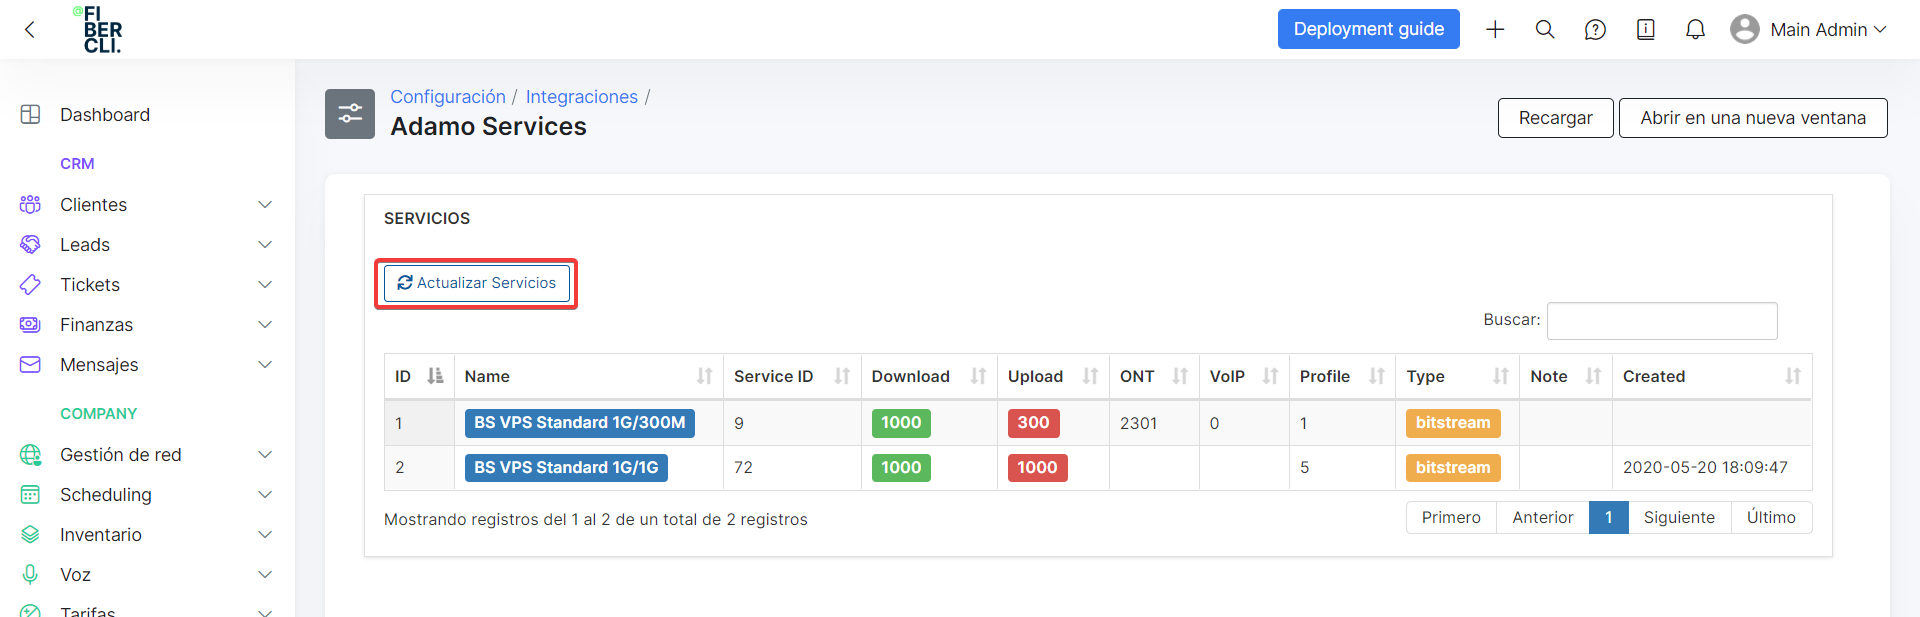 @FI
BER
CLI.
Deployment guide
Main Admin
Dashboard
CRM
Clientes
Leads
Tickets
Finanzas
Mensajes
COMPANY
Gestión de red
Scheduling
Inventario
Voz
Tarifas
Configuración / Integraciones /
Adamo Services
Recargar
Abrir en una nueva ventana
SERVICIOS
Actualizar Servicios
Buscar:
ID Name Service ID Download Upload ONT VoIP Profile Type Note Created
1 BS VPS Standard 1G/300M 9 1000 300 2301 0 1 bitstream
2 BS VPS Standard 1G/1G 72 1000 1000 5 bitstream 2020-05-20 18:09:47
Mostrando registros del 1 al 2 de un total de 2 registros
Primero Anterior 1 Siguiente Último